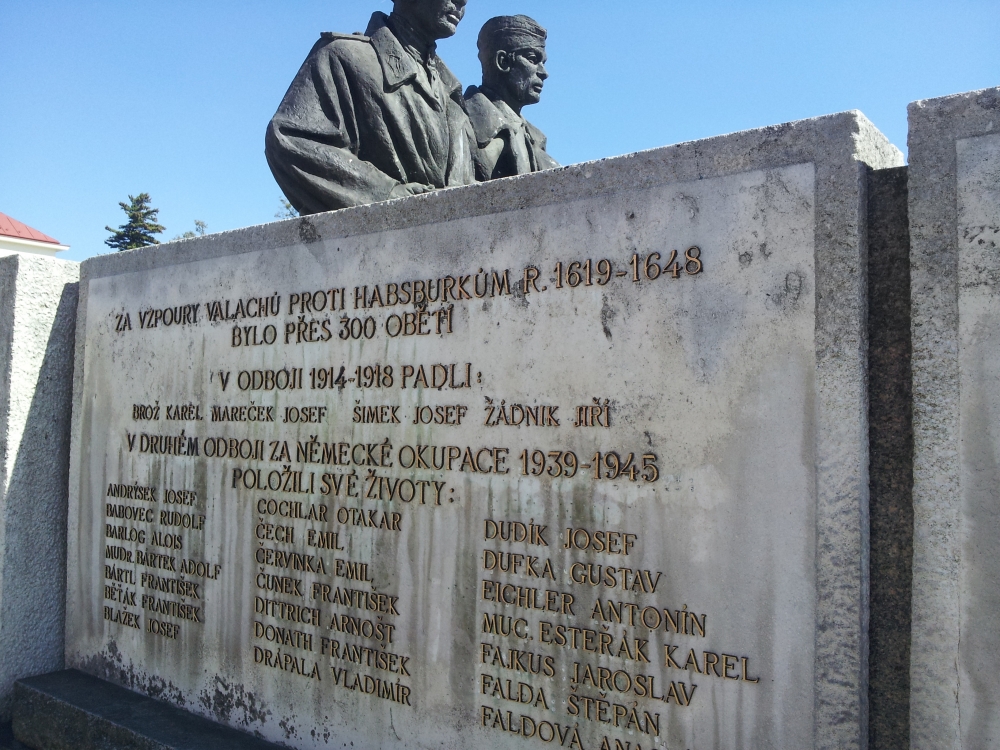 ZA VZPOURY VALACHŮ PROTI HABSBURKŮM R. 1619-1648
BYLO PŘES 300 OBĚTÍ
V ODBOJI 1914-1918 PADLI:
BROŽ KAREL MAREČEK JOSEF ŠIMEK JOSEF ŽÁDNIK JIŘÍ
V DRUHÉM ODBOJI ZA NĚMECKÉ OKUPACE 1939-1945
POLOŽILI SVÉ ŽIVOTY:
ANDRÝSEK JOSEF
BABOVEC RUDOLF
BARLOG ALOIS
MUDR. BARTEK ADOLF
BÁRTL FRANTIŠEK
BĚŤÁK FRANTIŠEK
BLAŽEK JOSEF
COCHLAR OTAKAR
ČECH EMIL
ČERVINKA EMIL
ČUNEK FRANTIŠEK
DITTRICH ARNOŠT
DONATH FRANTIŠEK
DRÁPALA VLADIMÍR
DUDÍK JOSEF
DUFKA GUSTAV
EICHLER ANTONÍN
MUC. ESTERÁK KAREL
FAJKUS JAROSLAV
FALDA ŠTĚPÁN
FALDOVÁ